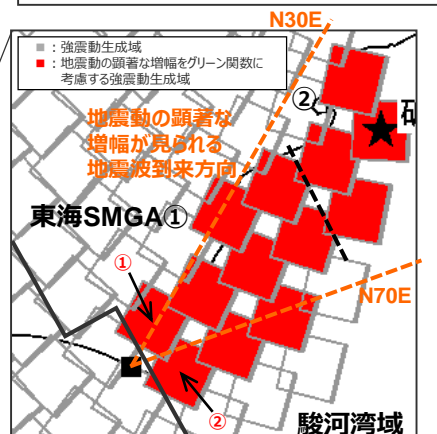 N30E
■：強震動生成域
■：地震動の顕著な増幅をグリーン関数に
考慮する強震動生成域
②
地震動の顕著な
増幅が見られる
地震波到来方向
東海SMGA①
①
N70E
②
駿河湾域